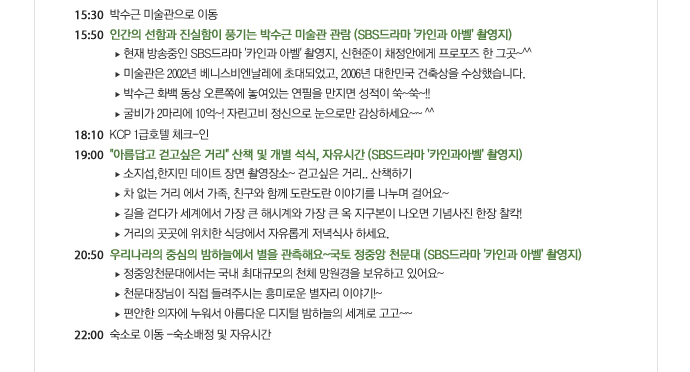 15:30 박수근 미술관으로 이동
15:50 인간의 선함과 진실함이 풍기는 박수근 미술관 관람 (SBS드라마 '카인과 아벨' 촬영지)
▶ 현재 방송중인 SBS드라마 '카인과 아벨' 촬영지, 신현준이 채정안에게 프로포즈 한 그곳~^^
▶ 미술관은 2002년 베니스비엔날레에 초대되었고, 2006년 대한민국 건축상을 수상했습니다.
▶ 박수근 화백 동상 오른쪽에 놓여있는 연필을 만지면 성적이 쑥~쑥~!!
▶ 굴비가 2마리에 10억~! 자린고비 정신으로 눈으로만 감상하세요~~ ^^
18:10 KCP 1급호텔 체크-인
19:00 "아름답고 걷고싶은 거리" 산책 및 개별 석식, 자유시간 (SBS드라마 '카인과아벨' 촬영지)
▶ 소지섭,한지민 데이트 장면 촬영장소~ 걷고싶은 거리.. 산책하기
▶ 차 없는 거리 에서 가족, 친구와 함께 도란도란 이야기를 나누며 걸어요~
▶ 길을 걷다가 세계에서 가장 큰 해시계와 가장 큰 옥 지구본이 나오면 기념사진 한장 찰칵!
▶ 거리의 곳곳에 위치한 식당에서 자유롭게 저녁식사 하세요.
20:50 우리나라의 중심의 밤하늘에서 별을 관측해요~국토 정중앙 천문대 (SBS드라마 '카인과 아벨' 촬영지)
▶ 정중앙천문대에서는 국내 최대규모의 천체 망원경을 보유하고 있어요~
▶ 천문대장님이 직접 들려주시는 흥미로운 별자리 이야기!~
▶ 편안한 의자에 누워서 아름다운 디지털 밤하늘의 세계로 고고~~
22:00 숙소로 이동 -숙소배정 및 자유시간